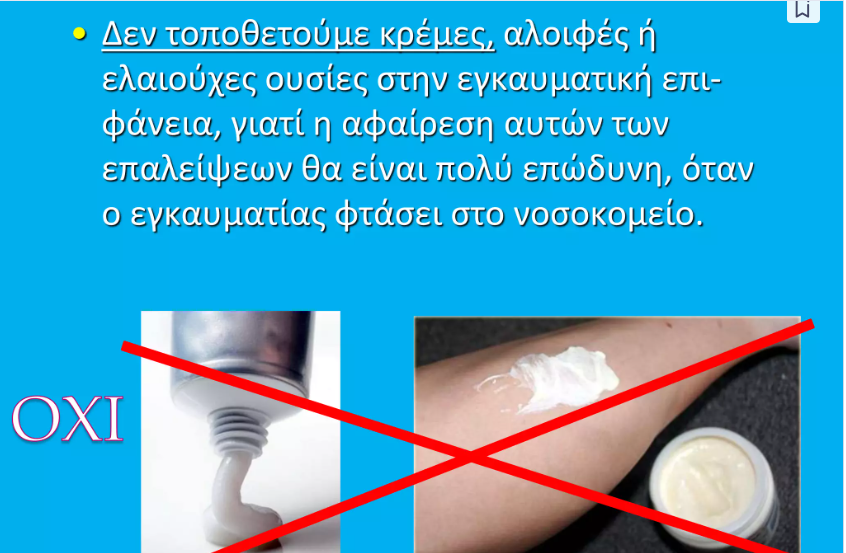 Δεν τοποθετούμε κρέμες, αλοιφές ή
ελαιούχες ουσίες στην εγκαυματική επι-
φάνεια, γιατί η αφαίρεση αυτών των
επαλείψεων θα είναι πολύ επώδυνη, όταν
ο εγκαυματίας φτάσει στο νοσοκομείο.
ΟΧΙ